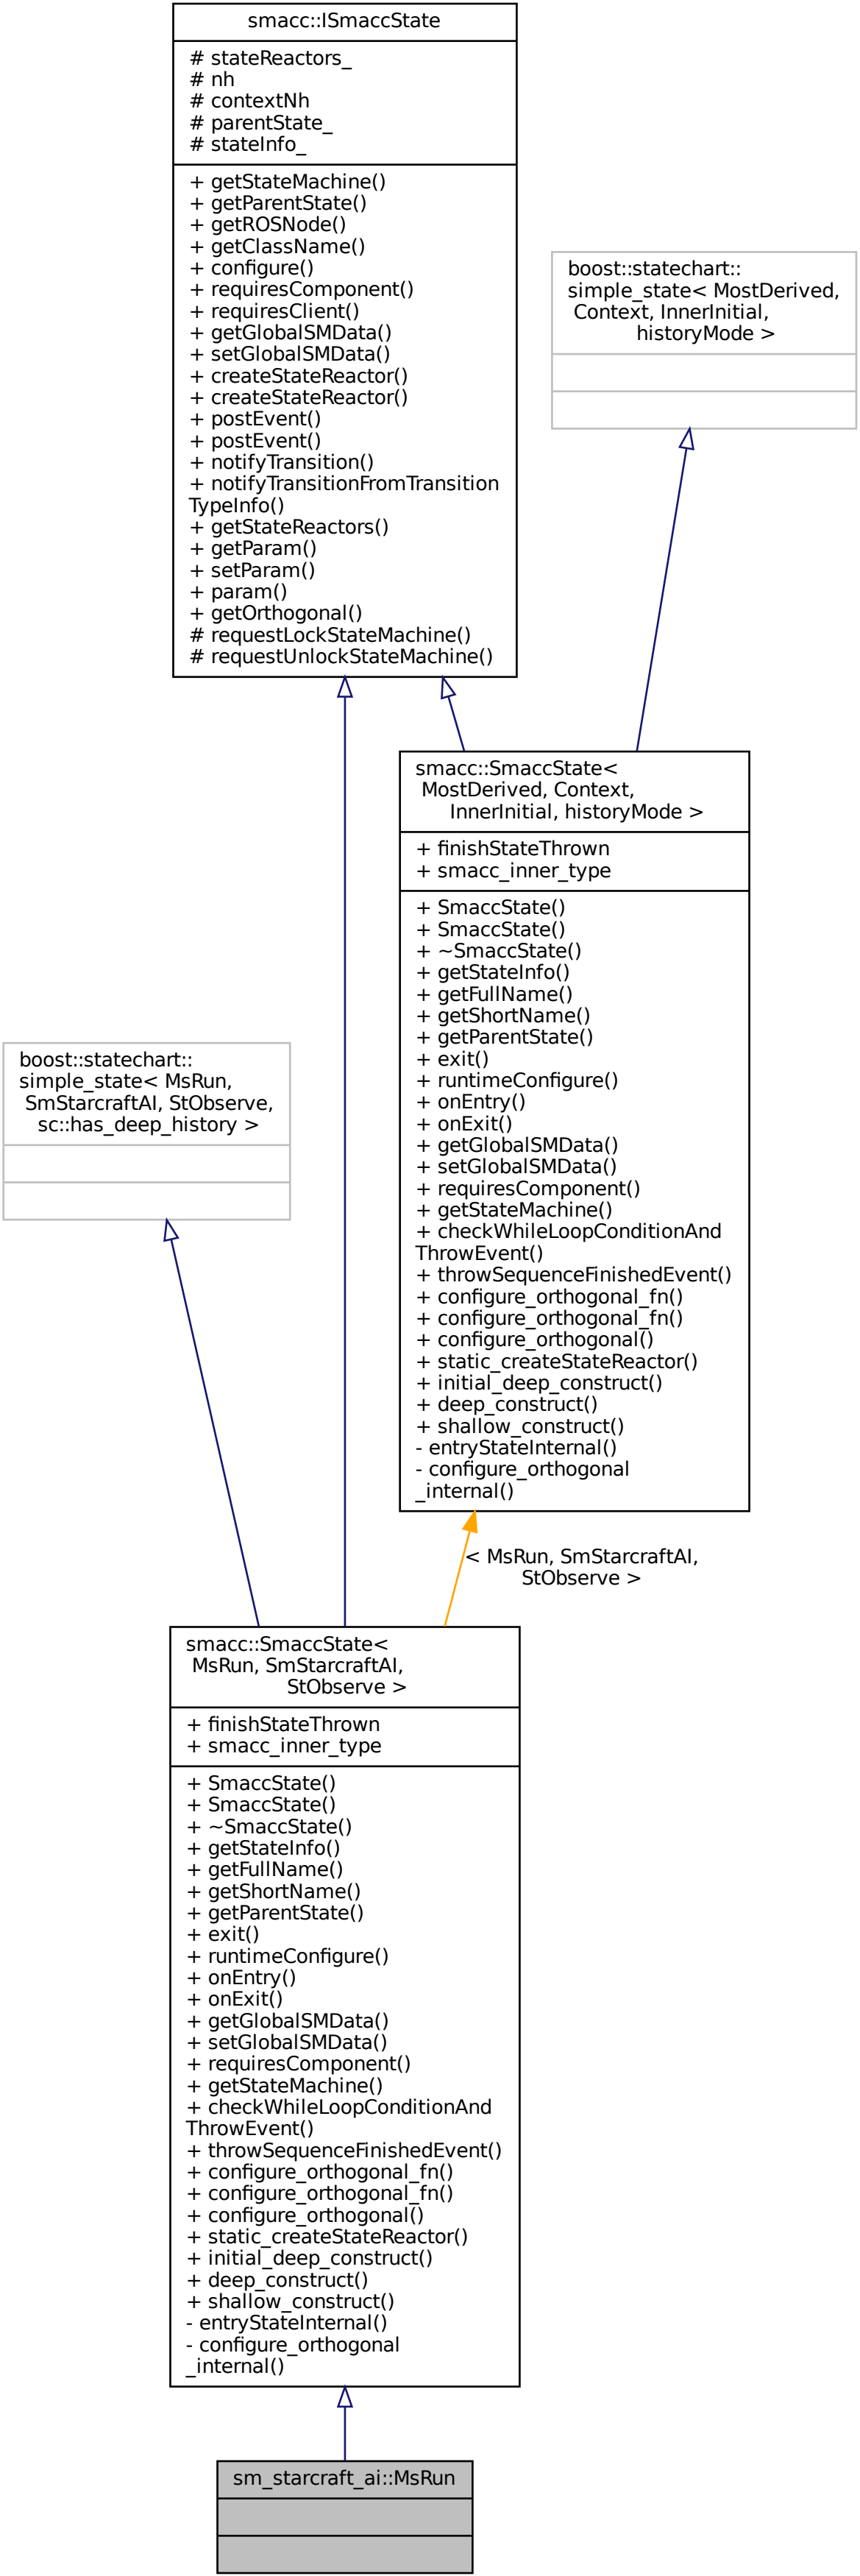 smacc::ISmaccState
# stateReactors_
# nh
# contextNh
# parentState_
# stateInfo_
+ getStateMachine()
+ getParentState()
+ getROSNode()
+ getClassName()
+ configure()
+ requiresComponent()
+ requiresClient()
+ getGlobalSMData()
+ setGlobalSMData()
+ createStateReactor()
+ createStateReactor()
+ postEvent()
+ postEvent()
+ notifyTransition()
+ notifyTransitionFromTransition
TypeInfo()
+ getStateReactors()
+ getParam()
+ setParam()
+ param()
+ getOrthogonal()
# requestLockStateMachine()
# requestUnlockStateMachine()
boost::statechart::
simple_state< MostDerived,
Context, InnerInitial,
historyMode >
smacc::SmaccState<
MostDerived, Context,
InnerInitial, historyMode >
+ finishStateThrown
+ smacc_inner_type
+ SmaccState()
+ SmaccState()
+ ~SmaccState()
+ getStateInfo()
+ getFullName()
+ getShortName()
+ getParentState()
+ exit()
+ runtimeConfigure()
+ onEntry()
+ onExit()
+ getGlobalSMData()
+ setGlobalSMData()
+ requiresComponent()
+ getStateMachine()
+ checkWhileLoopConditionAnd
ThrowEvent()
+ throwSequenceFinishedEvent()
+ configure_orthogonal_fn()
+ configure_orthogonal_fn()
+ configure_orthogonal()
+ static_createStateReactor()
+ initial_deep_construct()
+ deep_construct()
+ shallow_construct()
- entryStateInternal()
- configure_orthogonal
_internal()
boost::statechart::
simple_state< MsRun,
SmStarcraftAI, StObserve,
sc::has_deep_history >
< MsRun, SmStarcraftAI,
StObserve >
smacc::SmaccState<
MsRun, SmStarcraftAI,
StObserve >
+ finishStateThrown
+ smacc_inner_type
+ SmaccState()
+ SmaccState()
+ ~SmaccState()
+ getStateInfo()
+ getFullName()
+ getShortName()
+ getParentState()
+ exit()
+ runtimeConfigure()
+ onEntry()
+ onExit()
+ getGlobalSMData()
+ setGlobalSMData()
+ requiresComponent()
+ getStateMachine()
+ checkWhileLoopConditionAnd
ThrowEvent()
+ throwSequenceFinishedEvent()
+ configure_orthogonal_fn()
+ configure_orthogonal_fn()
+ configure_orthogonal()
+ static_createStateReactor()
+ initial_deep_construct()
+ deep_construct()
+ shallow_construct()
- entryStateInternal()
- configure_orthogonal
_internal()
sm_starcraft_ai::MsRun